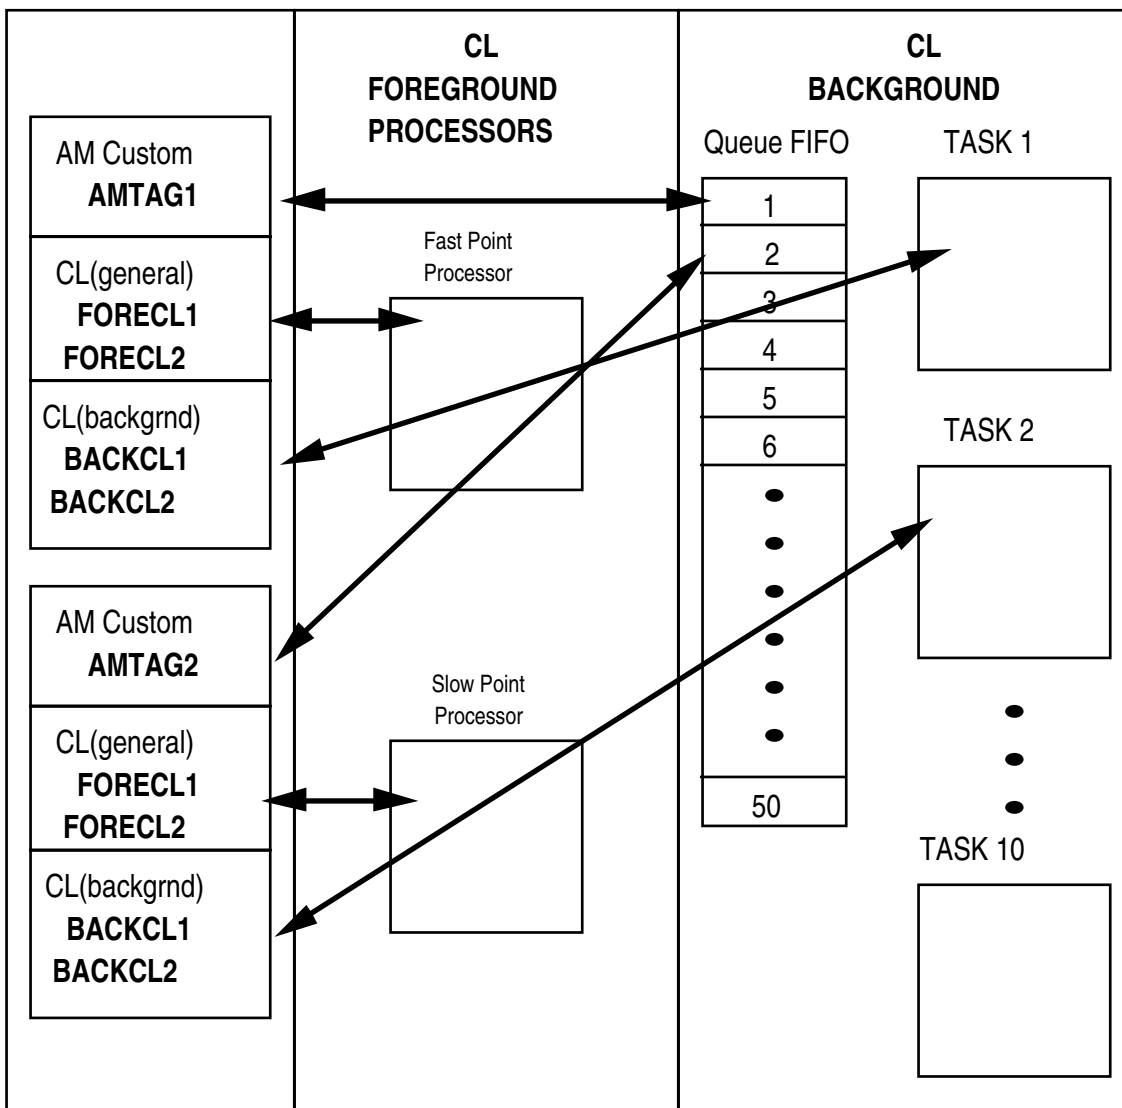 CL
FOREGROUND
PROCESSORS
CL
BACKGROUND
AM Custom
AMTAG1
CL(general)
FORECL1
FORECL2
CL(backgrnd)
BACKCL1
BACKCL2
AM Custom
AMTAG2
CL(general)
FORECL1
FORECL2
CL(backgrnd)
BACKCL1
BACKCL2
Fast Point
Processor
Slow Point
Processor
Queue FIFO
1
2
3
4
5
6
50
TASK 1
TASK 2
TASK 10